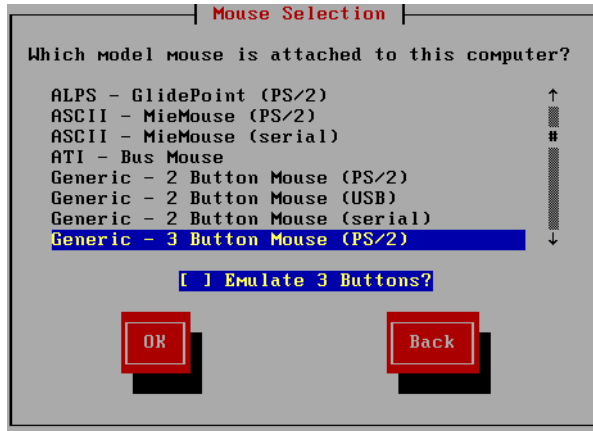 Mouse Selection
Which model mouse is attached to this computer?
ALPS - GlidePoint (PS/2)
ASCII - MieMouse (PS/2)
ASCII - MieMouse (serial)
ATI - Bus Mouse
Generic - 2 Button Mouse (PS/2)
Generic - 2 Button Mouse (USB)
Generic - 2 Button Mouse (serial)
Generic - 3 Button Mouse (PS/2)
[ ] Emulate 3 Buttons?
OK Back